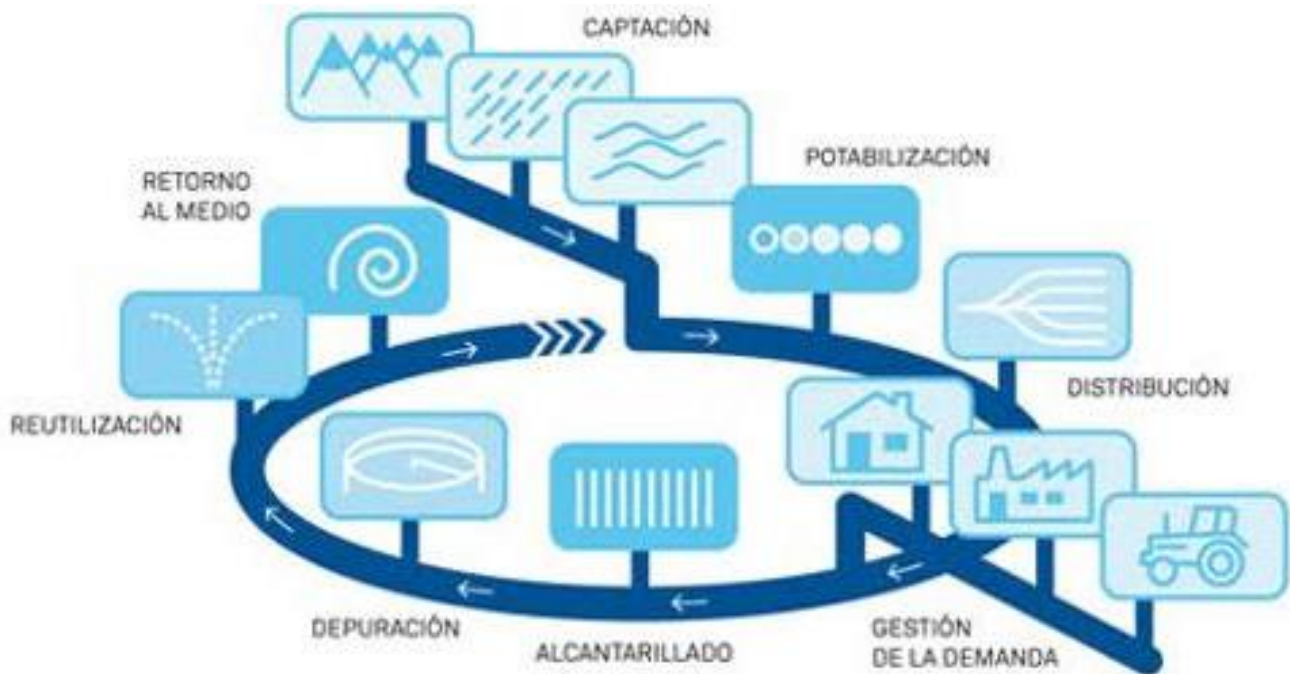 CAPTACIÓN
POTABILIZACIÓN
RETORNO
AL MEDIO
DISTRIBUCIÓN
REUTILIZACIÓN
DEPURACIÓN
ALCANTARILLADO
GESTIÓN
DE LA DEMANDA